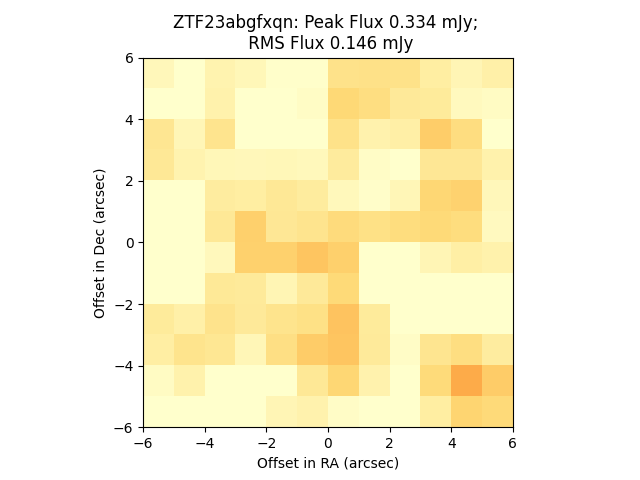 ZTF23abgfxqn: Peak Flux 0.334 mJy;
RMS Flux 0.146 mJy
6
4
2
0
−2
−4
−6
Offset in Dec (arcsec)
−6 −4 −2 0 2 4 6
Offset in RA (arcsec)